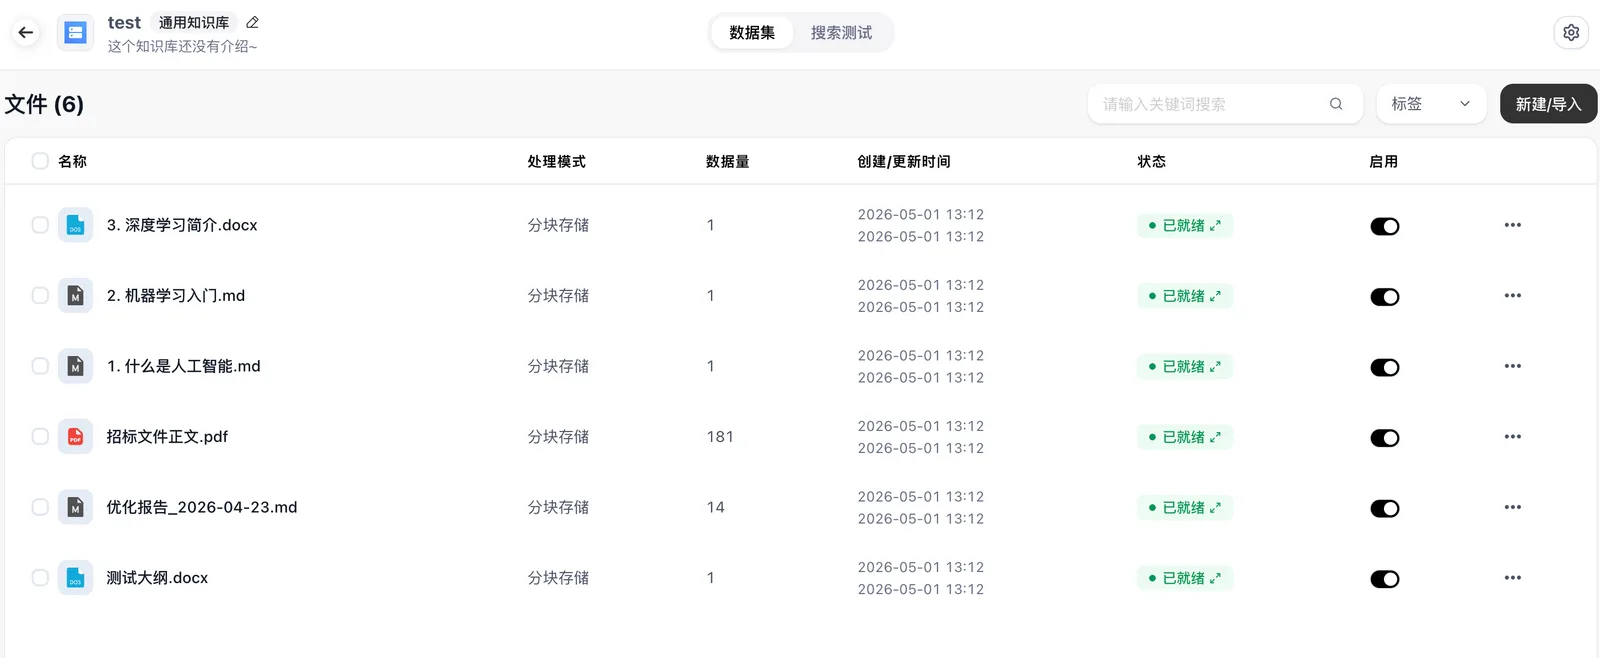 test 通用知识库
这个知识库还没有介绍~
数据集 搜索测试
文件 (6)
请输入关键词搜索 标签 新建/导入
名称 处理模式 数据量 创建/更新时间 状态 启用
DOS 3. 深度学习简介.docx 分块存储 1 2026-05-01 13:12 已就绪
2026-05-01 13:12
M 2. 机器学习入门.md 分块存储 1 2026-05-01 13:12 已就绪
2026-05-01 13:12
M 1. 什么是人工智能.md 分块存储 1 2026-05-01 13:12 已就绪
2026-05-01 13:12
PDF 招标文件正文.pdf 分块存储 181 2026-05-01 13:12 已就绪
2026-05-01 13:12
M 优化报告_2026-04-23.md 分块存储 14 2026-05-01 13:12 已就绪
2026-05-01 13:12
DOS 测试大纲.docx 分块存储 1 2026-05-01 13:12 已就绪
2026-05-01 13:12